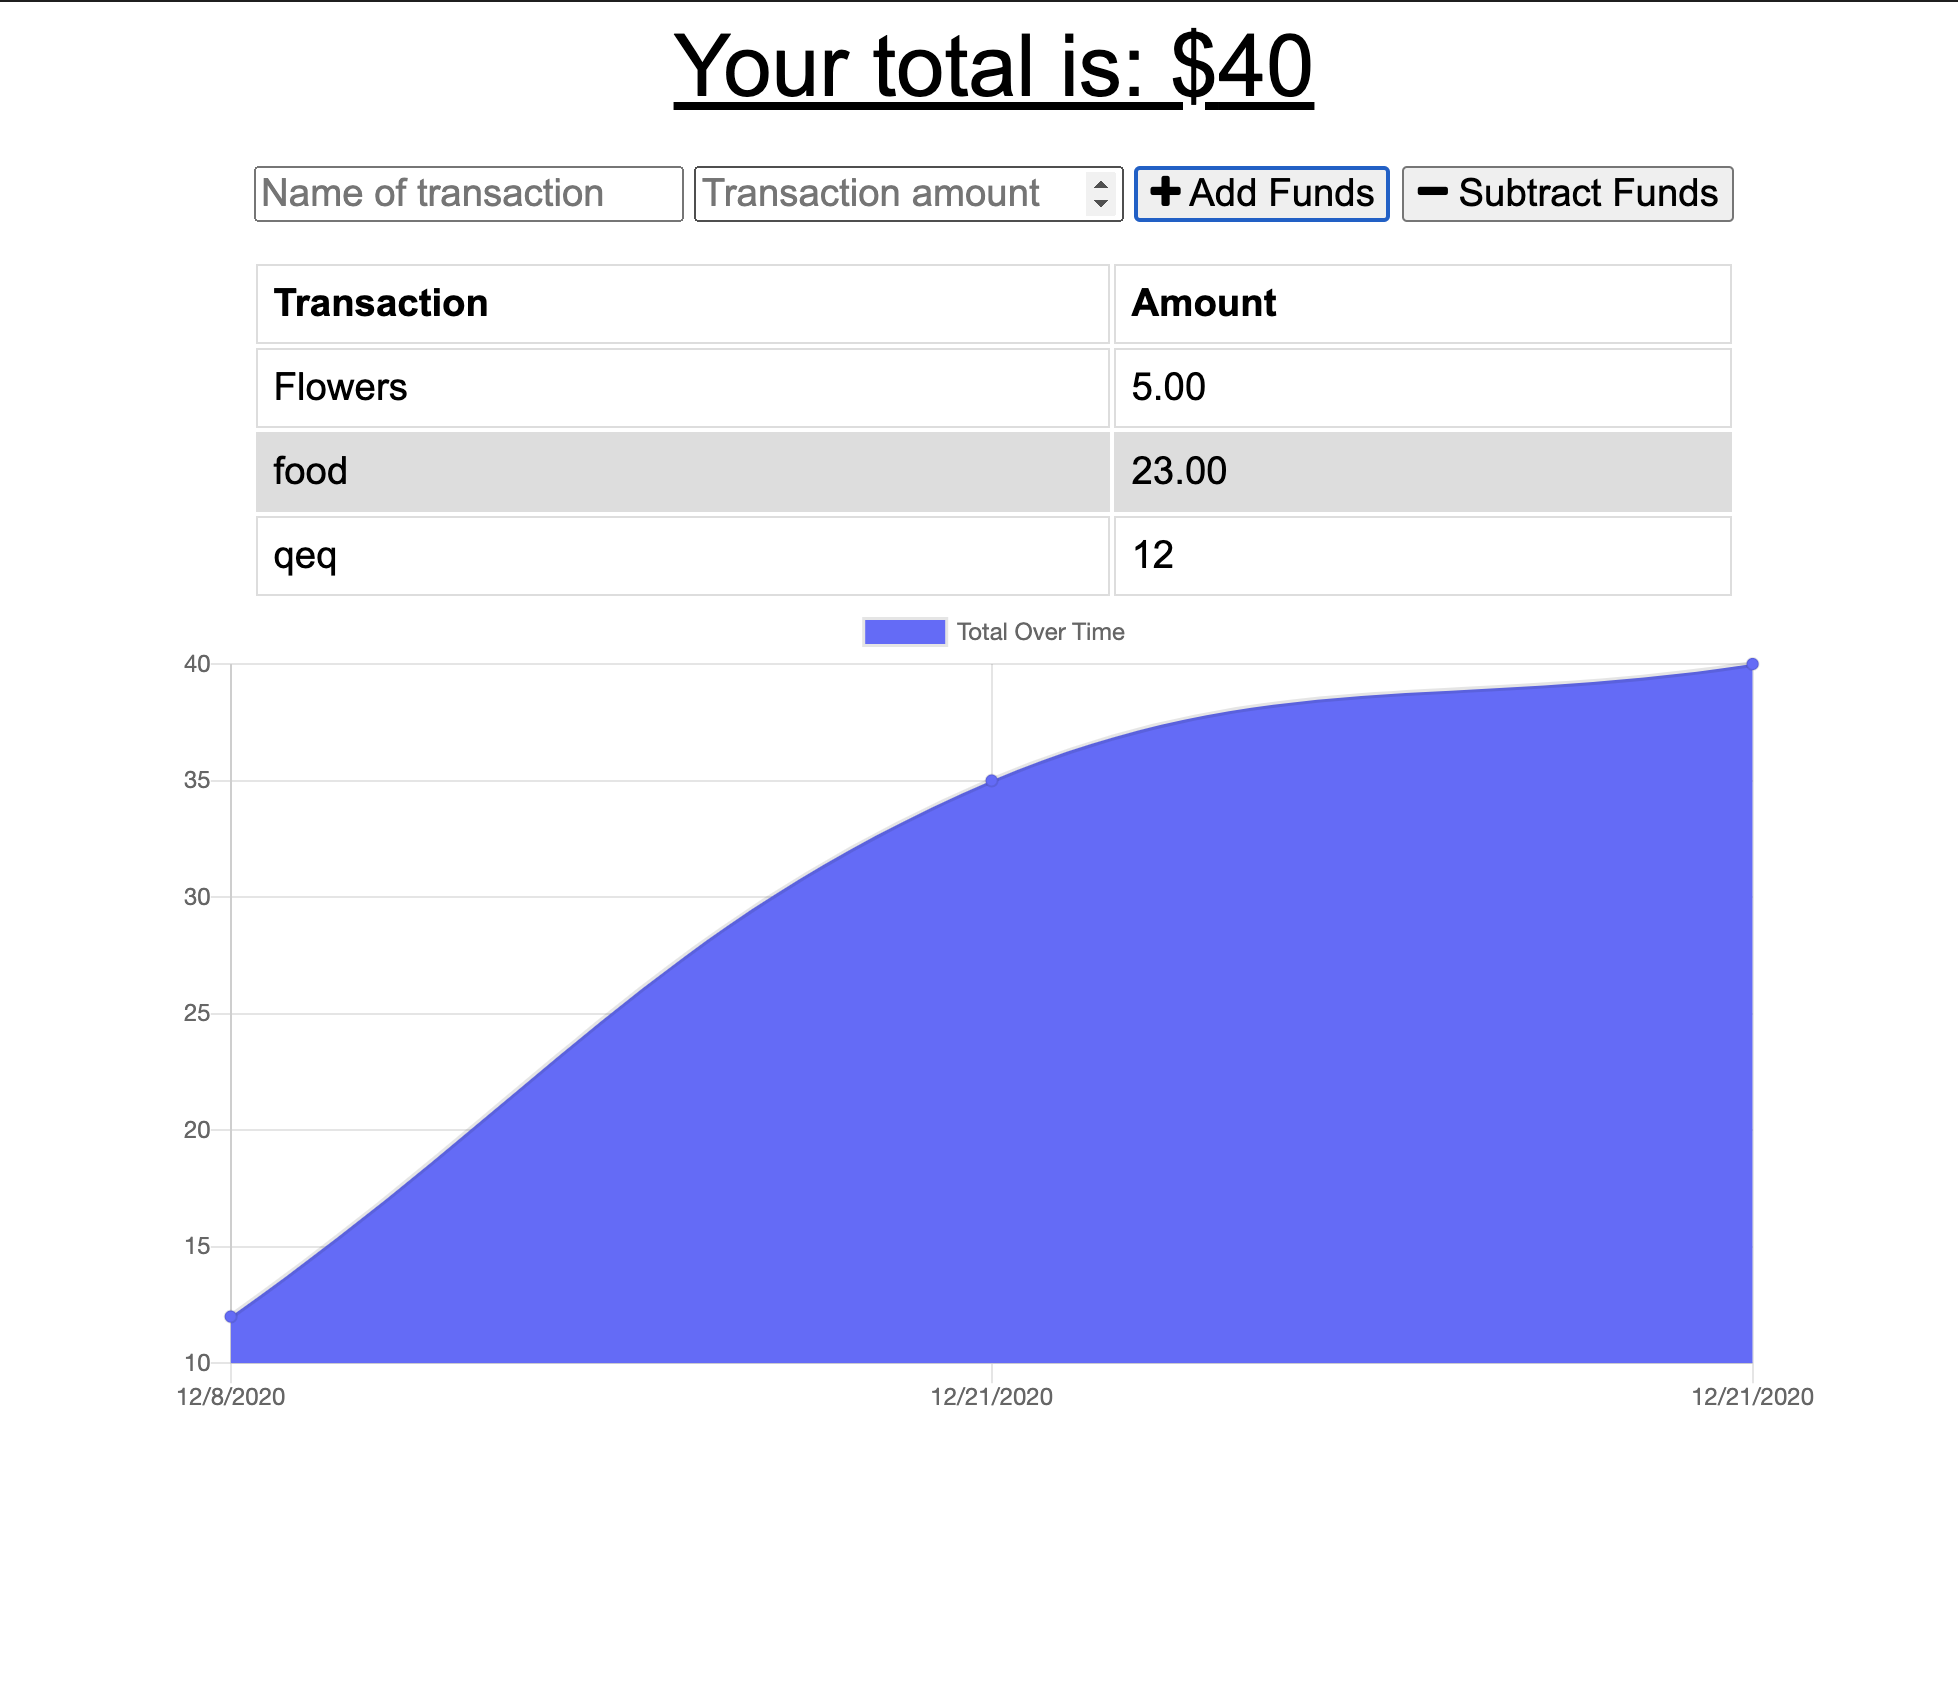 Your total is: $40
Name of transaction Transaction amount Add Funds Subtract Funds
Transaction Amount
Flowers 5.00
food 23.00
qeq 12
Total Over Time
40
35
30
25
20
15
10
12/8/2020 12/21/2020 12/21/2020